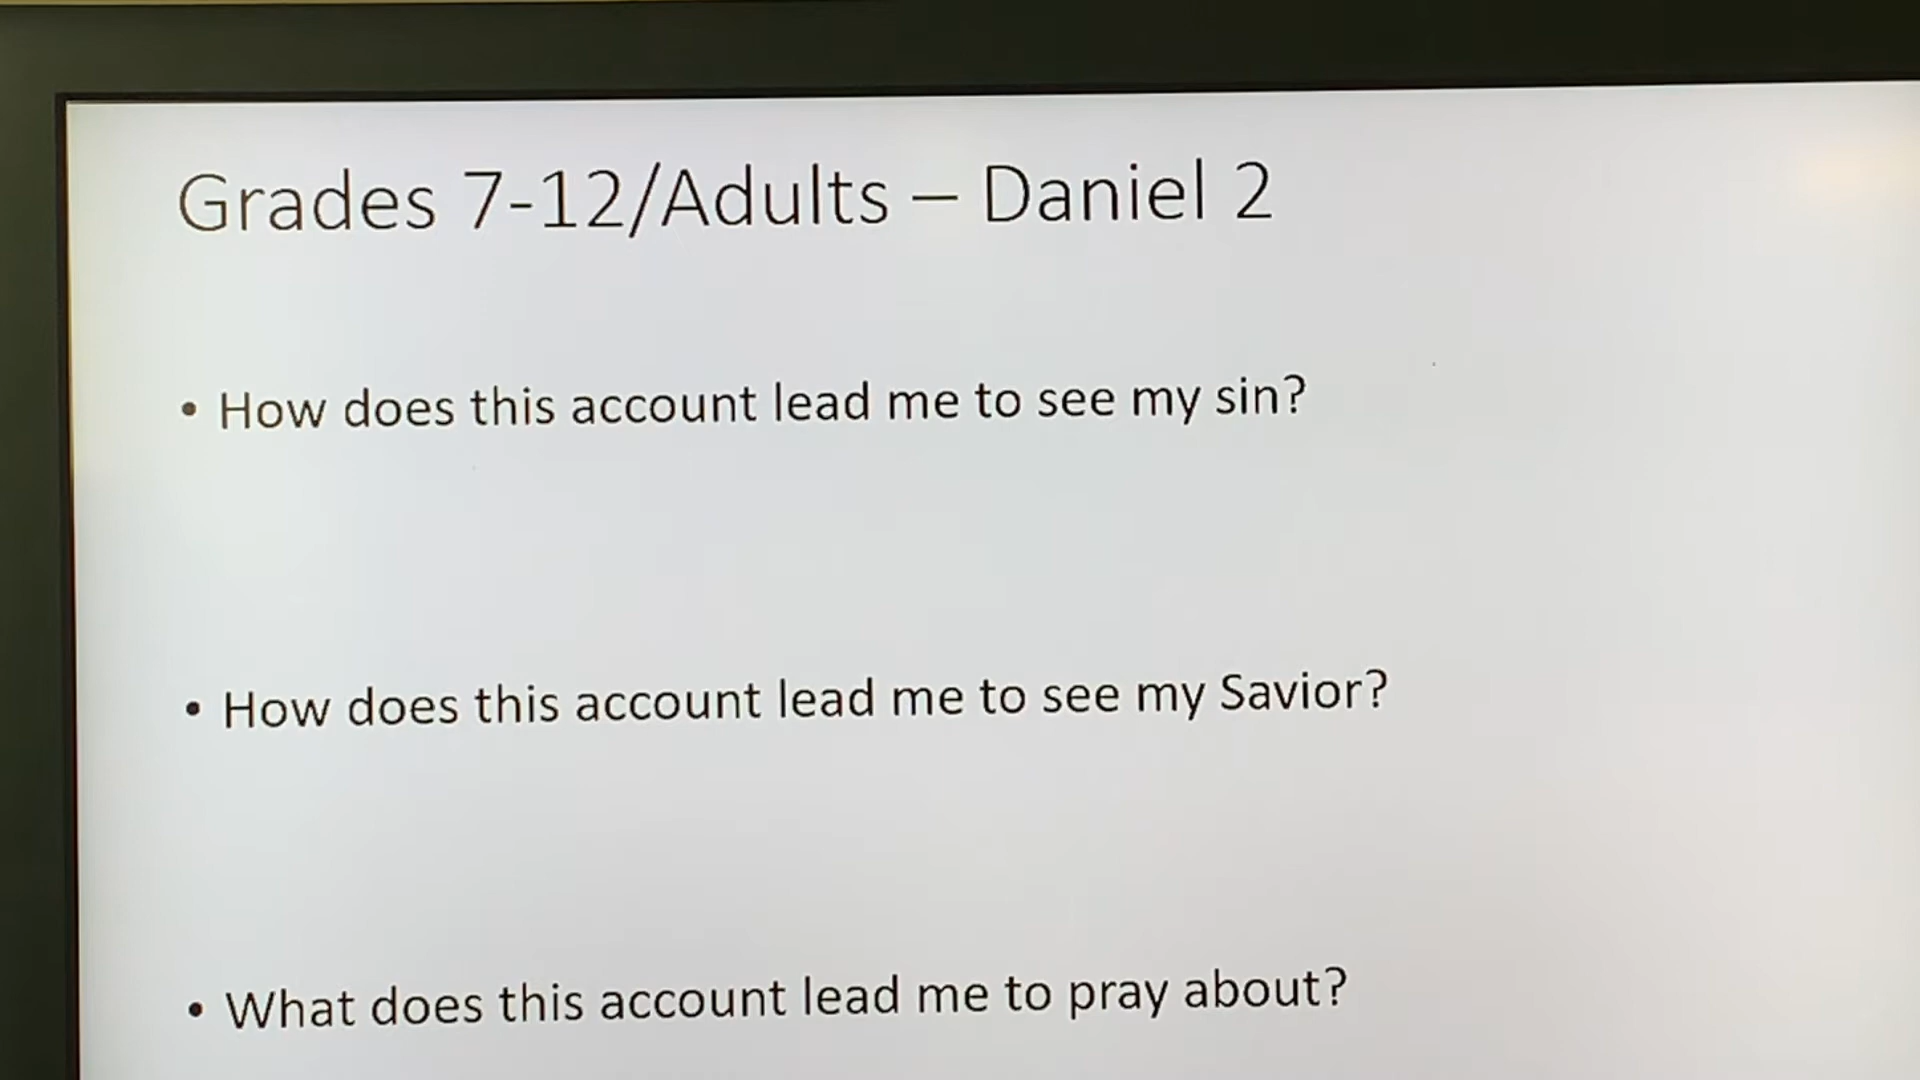 Grades 7-12/Adults – Daniel 2
• How does this account lead me to see my sin?
• How does this account lead me to see my Savior?
• What does this account lead me to pray about?